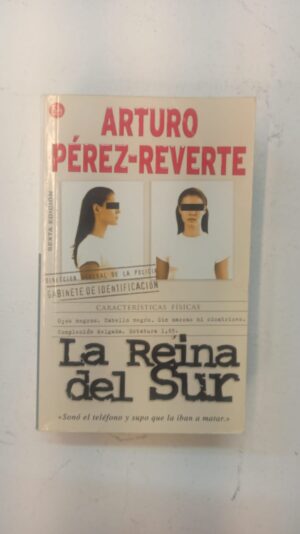 ARTURO
PÉREZ-REVERTE
SEXTA EDICIÓN
DIRECCIÓN GENERAL DE LA POLICÍA
GABINETE DE IDENTIFICACIÓN
CARACTERÍSTICAS FÍSICAS
Ojos negros. Cabello negro. Sin marcas ni cicatrices.
Complexión delgada. Estatura 1,65.
La Reina
del Sur
«Sonó el teléfono y supo que la iban a matar.»